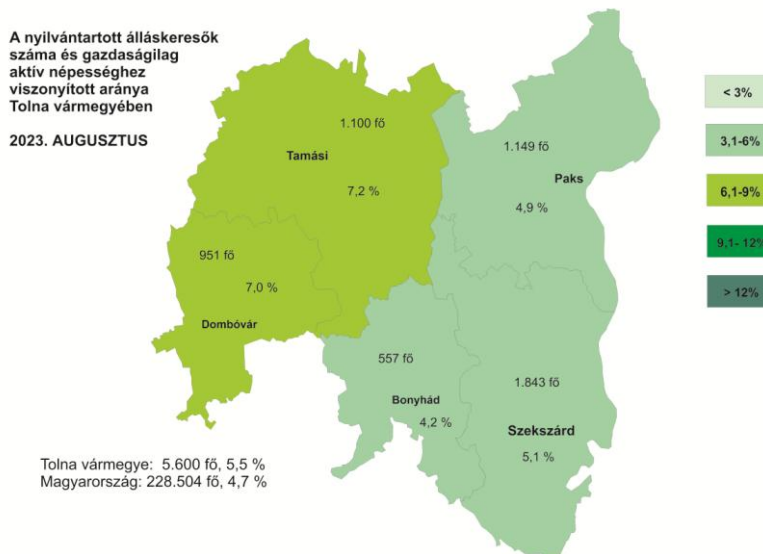 A nyilvántartott álláskeresők
száma és gazdaságilag
aktív népességhez
viszonyított aránya
Tolna vármegyében
2023. AUGUSZTUS
1.100 fő
Tamási
7,2 %
1.149 fő
Paks
4,9 %
951 fő
7,0 %
Dombóvár
557 fő
Bonyhád
4,2 %
1.843 fő
Szekszárd
5,1 %
< 3%
3,1-6%
6,1-9%
9,1- 12%
> 12%
Tolna vármegye: 5.600 fő, 5,5 %
Magyarország: 228.504 fő, 4,7 %